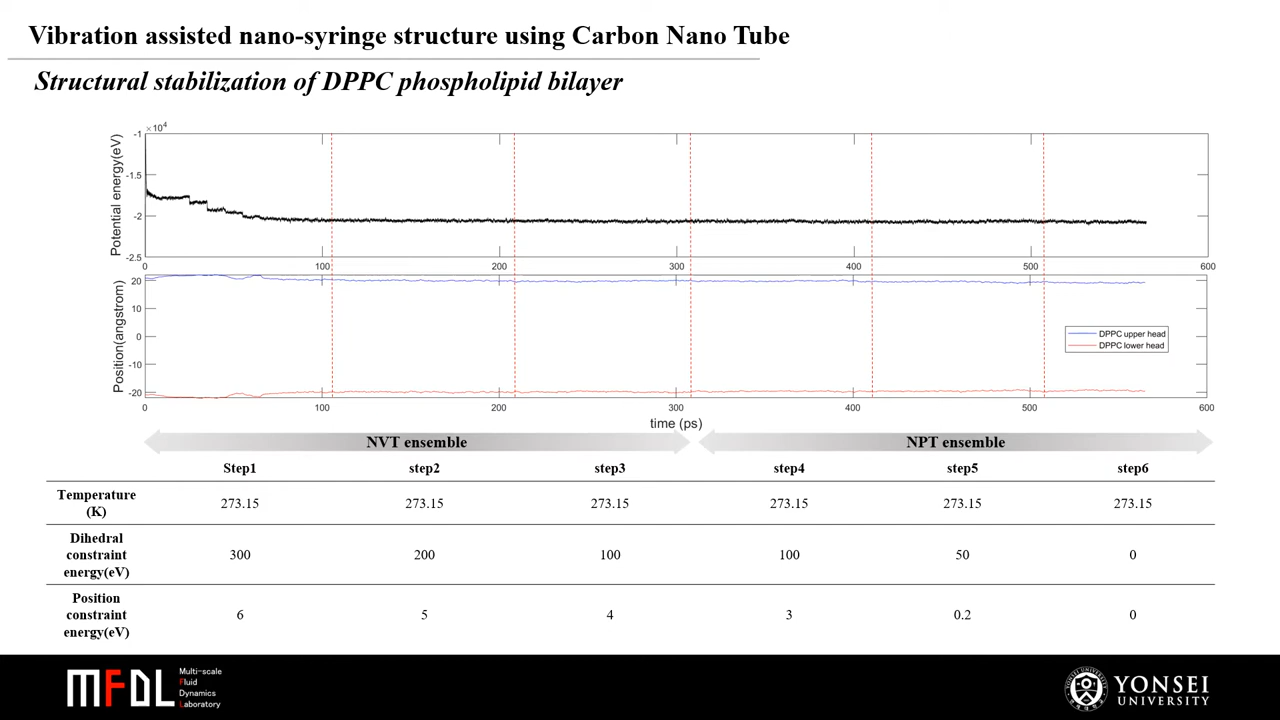 Vibration assisted nano-syringe structure using Carbon Nano Tube
Structural stabilization of DPPC phospholipid bilayer
×10⁴
Potential energy(eV)
-1
-1.5
-2
-2.5
0 100 200 300 400 500 600
Position(angstrom)
20
10
0
-10
-20
DPPC upper head
DPPC lower head
0 100 200 300 400 500 600
time (ps)
NVT ensemble NPT ensemble
Step1 step2 step3 step4 step5 step6
Temperature
(K)
273.15 273.15 273.15 273.15 273.15 273.15
Dihedral
constraint
energy(eV)
300 200 100 100 50 0
Position
constraint
energy(eV)
6 5 4 3 0.2 0
MFDL
Multi-scale
Fluid
Dynamics
Laboratory
YONSEI
UNIVERSITY